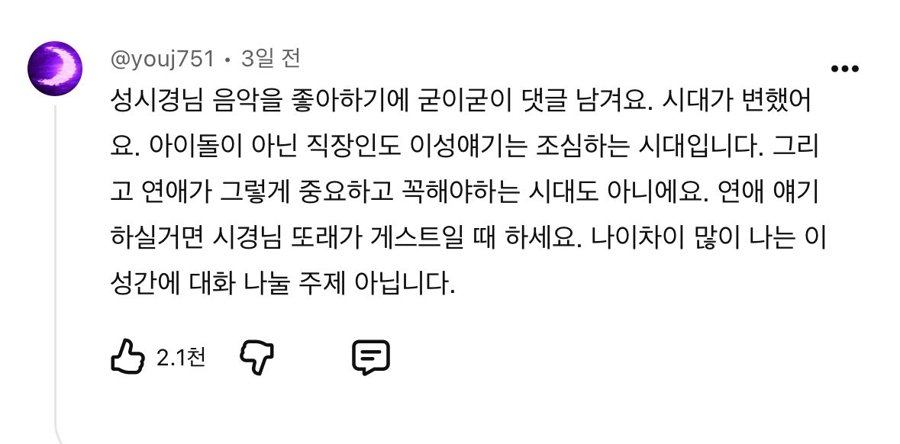 @youj751 • 3일 전
성시경님 음악을 좋아하기에 굳이굳이 댓글 남겨요. 시대가 변했어
요. 아이돌이 아닌 직장인도 이성얘기는 조심하는 시대입니다. 그리
고 연애가 그렇게 중요하고 꼭해야하는 시대도 아니에요. 연애 얘기
하실거면 시경님 또래가 게스트일 때 하세요. 나이차이 많이 나는 이
성간에 대화 나눌 주제 아닙니다.
2.1천